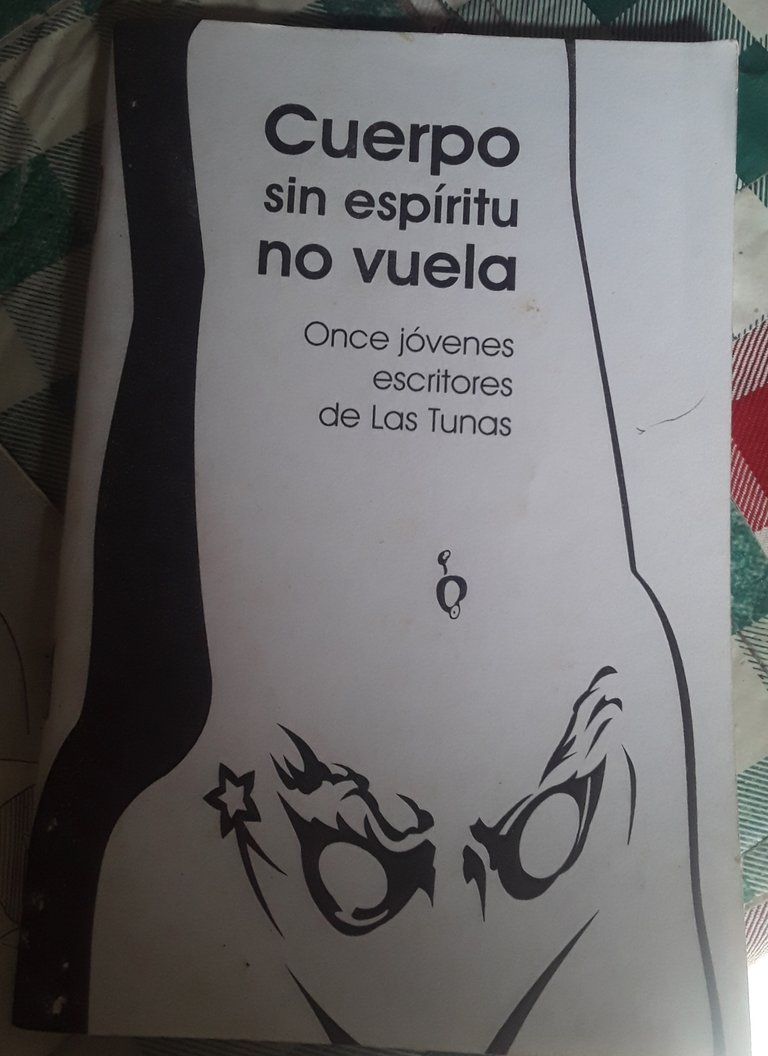 Cuerpo
sin espíritu
no vuela
Once jóvenes
escritores
de Las Tunas